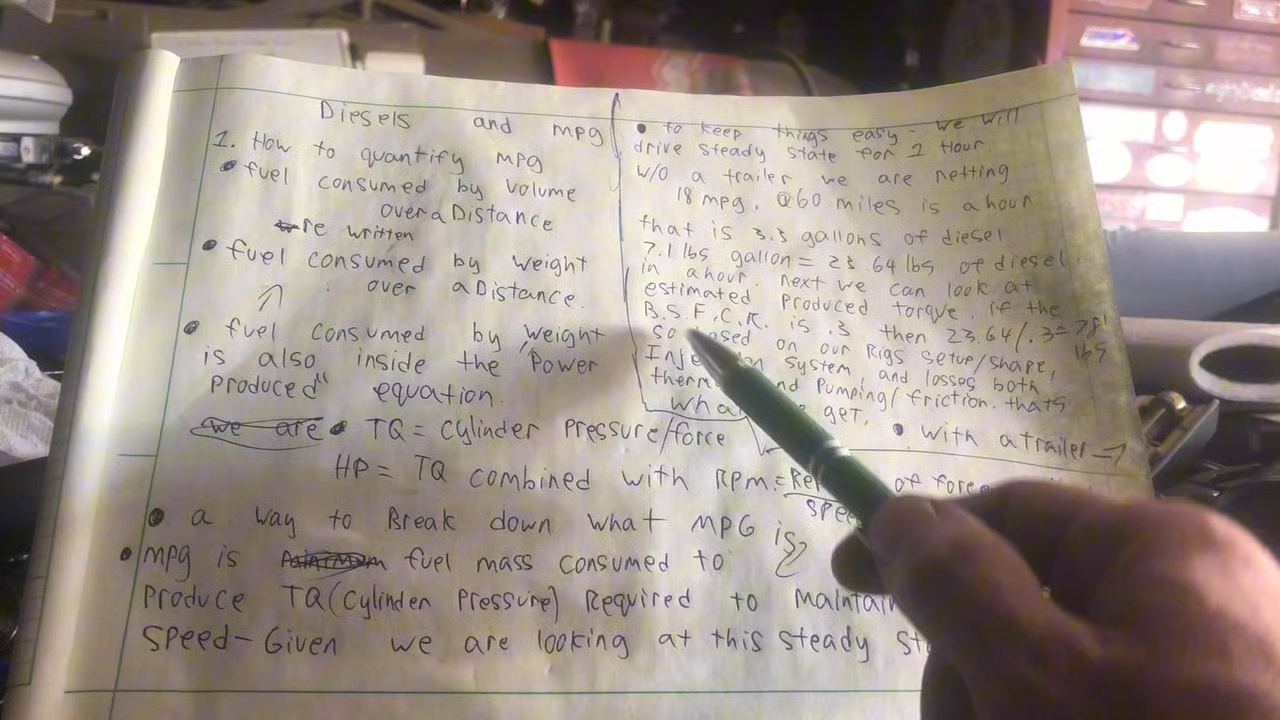 Diesels and mpg
1. How to quantify mpg
• fuel consumed by volume
over a Distance
re written
• fuel consumed by weight
over a Distance.
• fuel consumed by weight
is also inside the "Power
Produced" equation.
we are • TQ = cylinder pressure/force
HP = TQ combined with RPM. =
of force
• a way to Break down what MPG is
• mpg is fuel mass consumed to
Produce TQ (cylinder Pressure) Required to maintain
Speed - Given we are looking at this steady
• to keep things easy - we will
drive steady state for 1 Hour
w/o a trailer we are netting
18 mpg. @60 miles is a hour
that is 3.3 gallons of diesel
7.1 lbs gallon = 23.64 lbs of diesel.
in a hour. next we can look at
estimated produced torque. if the
B.S.F.C.R. is .3 then 23.64/.3=78
lbs
so on our Rigs setup/shape,
system, and losses both
Pumping/friction. thats
get.
• with a trailer →